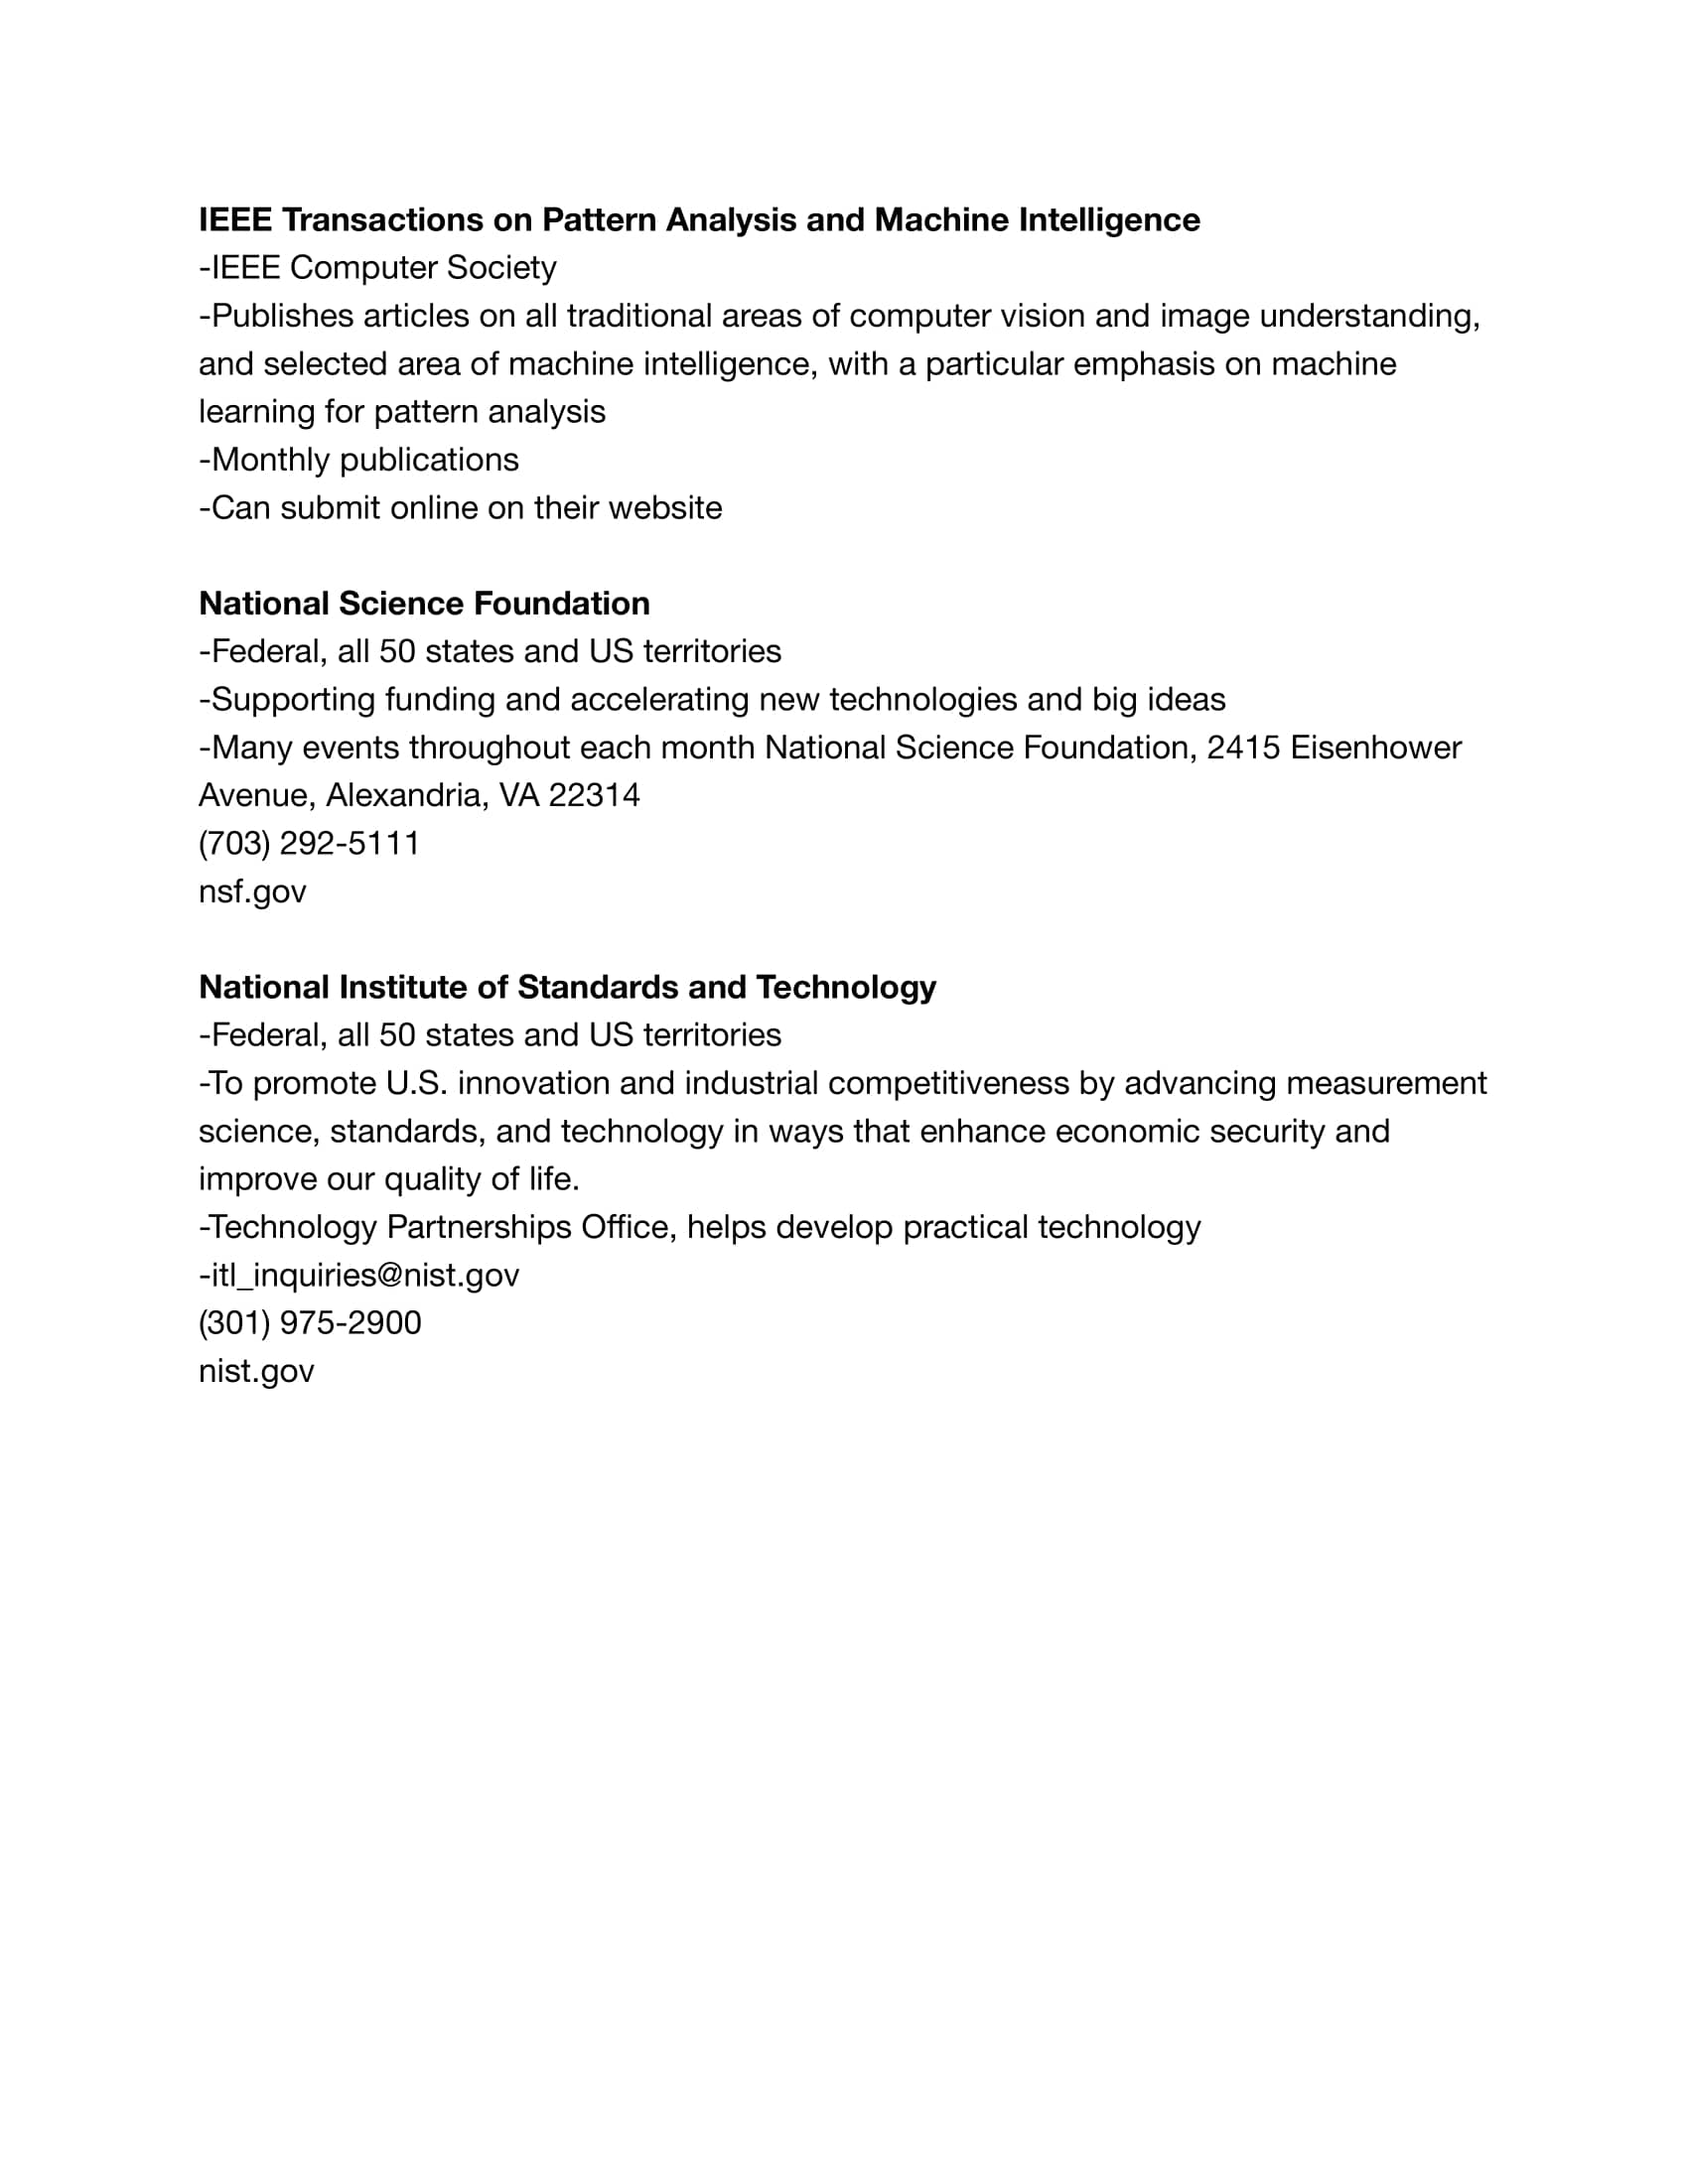 IEEE Transactions on Pattern Analysis and Machine Intelligence
-IEEE Computer Society
-Publishes articles on all traditional areas of computer vision and image understanding,
and selected area of machine intelligence, with a particular emphasis on machine
learning for pattern analysis
-Monthly publications
-Can submit online on their website
National Science Foundation
-Federal, all 50 states and US territories
-Supporting funding and accelerating new technologies and big ideas
-Many events throughout each month National Science Foundation, 2415 Eisenhower
Avenue, Alexandria, VA 22314
(703) 292-5111
nsf.gov
National Institute of Standards and Technology
-Federal, all 50 states and US territories
-To promote U.S. innovation and industrial competitiveness by advancing measurement
science, standards, and technology in ways that enhance economic security and
improve our quality of life.
-Technology Partnerships Office, helps develop practical technology
-itl_inquiries@nist.gov
(301) 975-2900
nist.gov